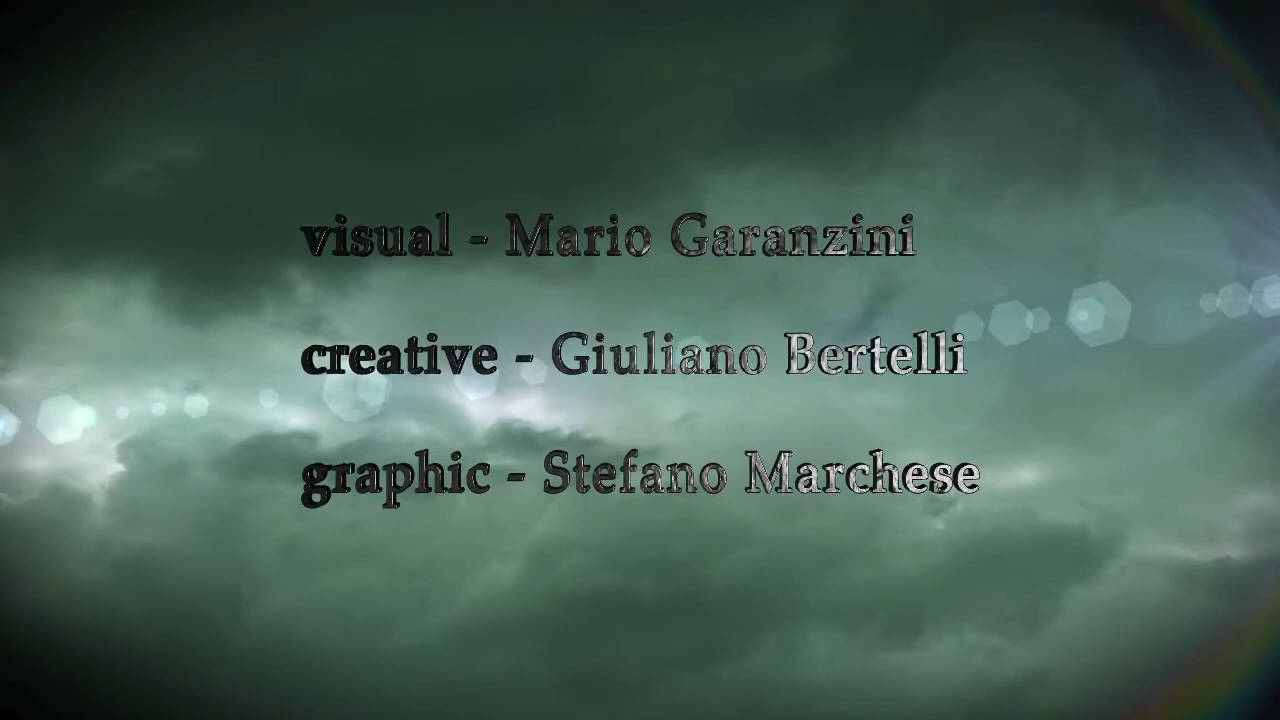 visual - Mario Garanzini
creative - Giuliano Bertelli
graphic - Stefano Marchese